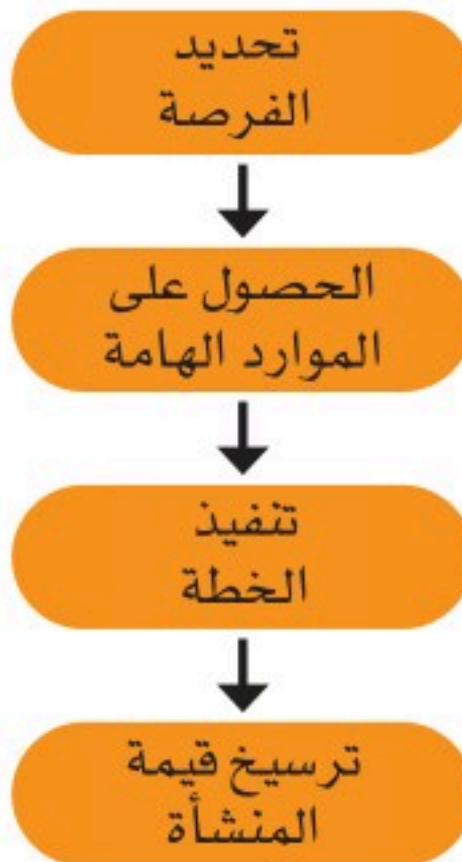 تحديد
الفرصة
الحصول على
الموارد الهامة
تنفيذ
الخطة
ترسيخ قيمة
المنشأة